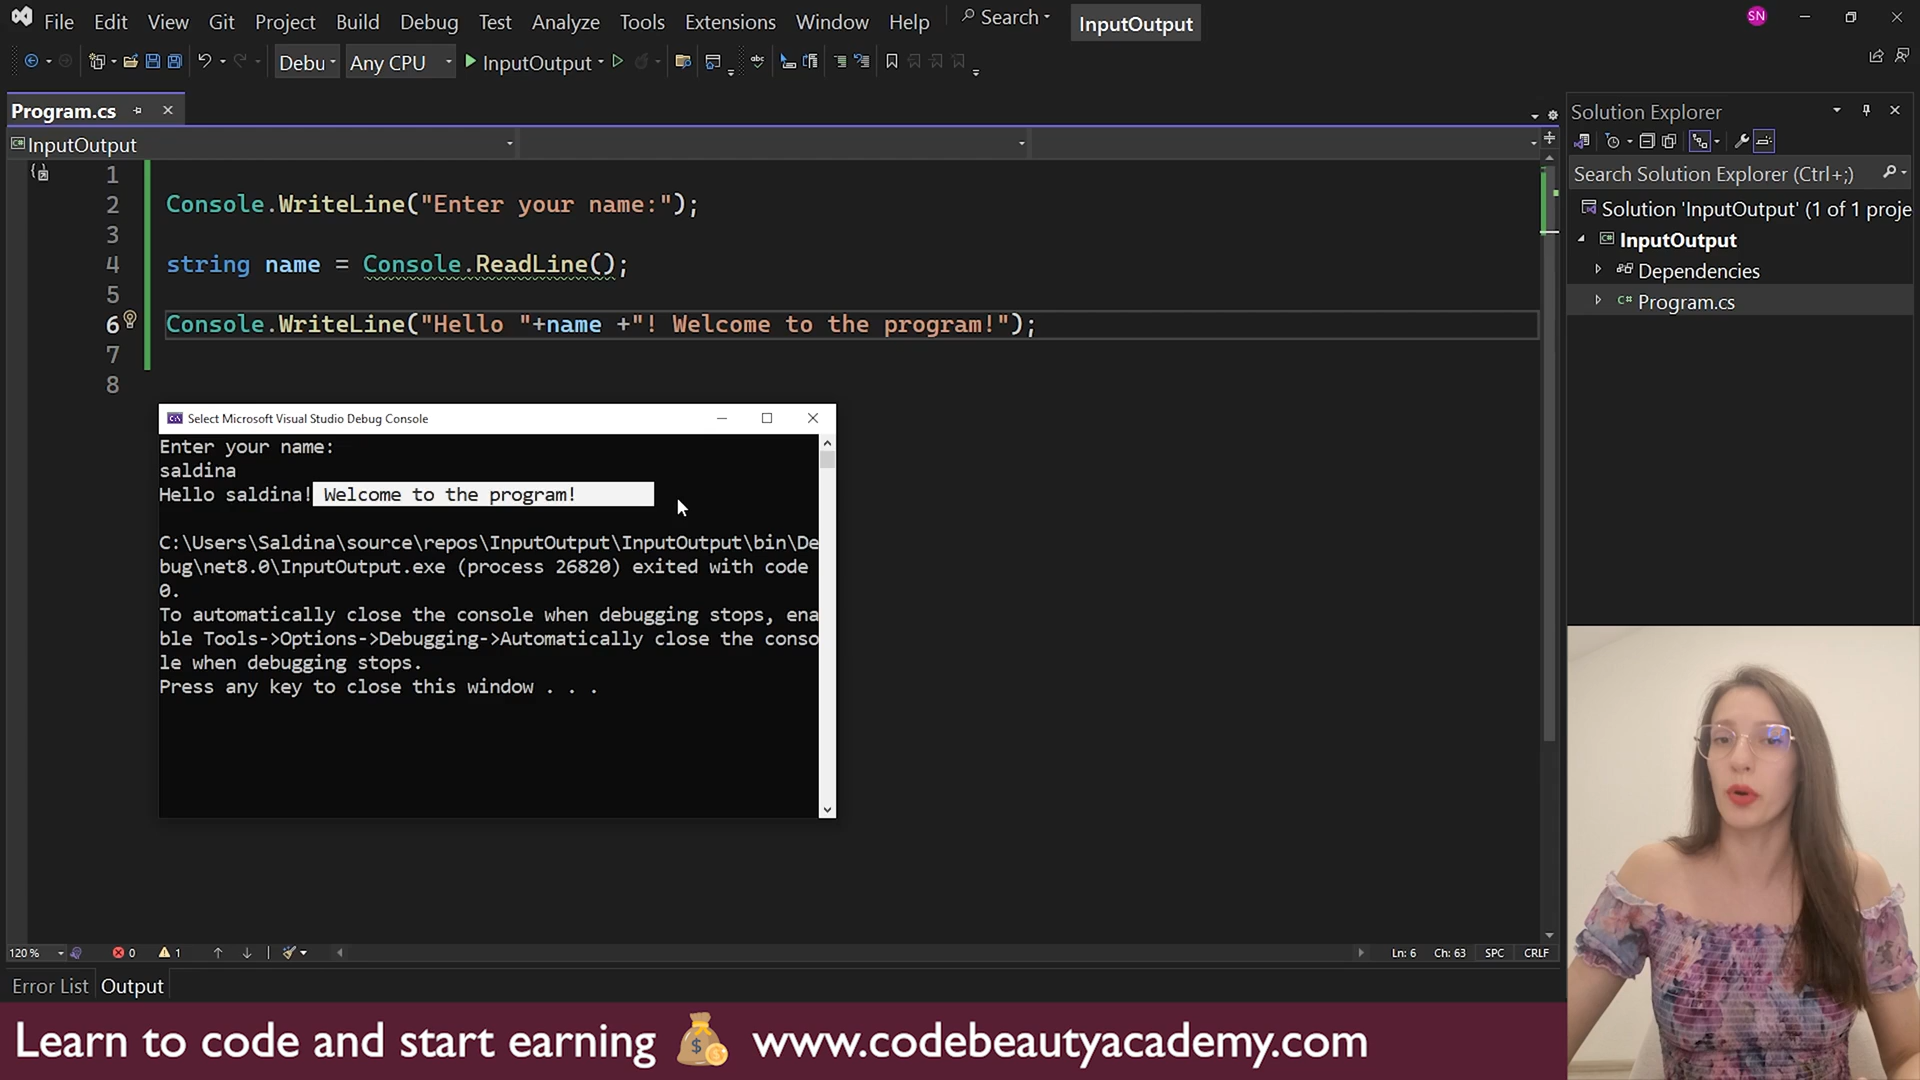 File Edit View Git Project Build Debug Test Analyze Tools Extensions Window Help Search InputOutput SN
Debu Any CPU InputOutput
Program.cs
InputOutput
1
2 Console.WriteLine("Enter your name:");
3
4 string name = Console.ReadLine();
5
6 Console.WriteLine("Hello "+name +"! Welcome to the program!");
7
8
Select Microsoft Visual Studio Debug Console
Enter your name:
saldina
Hello saldina! Welcome to the program!
C:\Users\Saldina\source\repos\InputOutput\InputOutput\bin\De
bug\net8.0\InputOutput.exe (process 26820) exited with code
0.
To automatically close the console when debugging stops, ena
ble Tools->Options->Debugging->Automatically close the conso
le when debugging stops.
Press any key to close this window . . .
Solution Explorer
Search Solution Explorer (Ctrl+;)
Solution 'InputOutput' (1 of 1 proje
InputOutput
Dependencies
C# Program.cs
120 % 0 1 Ln: 6 Ch: 63 SPC CRLF
Error List Output
Learn to code and start earning $ www.codebeautyacademy.com